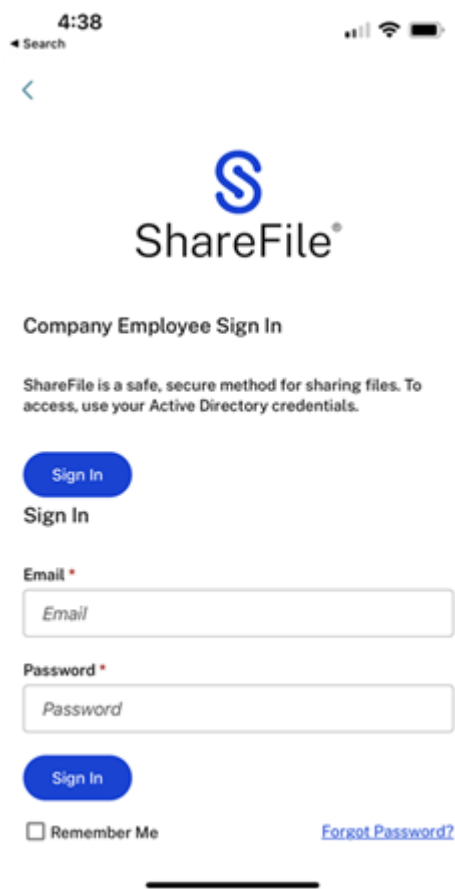 4:38
◀ Search
ShareFile®
Company Employee Sign In
ShareFile is a safe, secure method for sharing files. To
access, use your Active Directory credentials.
Sign In
Sign In
Email *
Email
Password *
Password
Sign In
Remember Me Forgot Password?